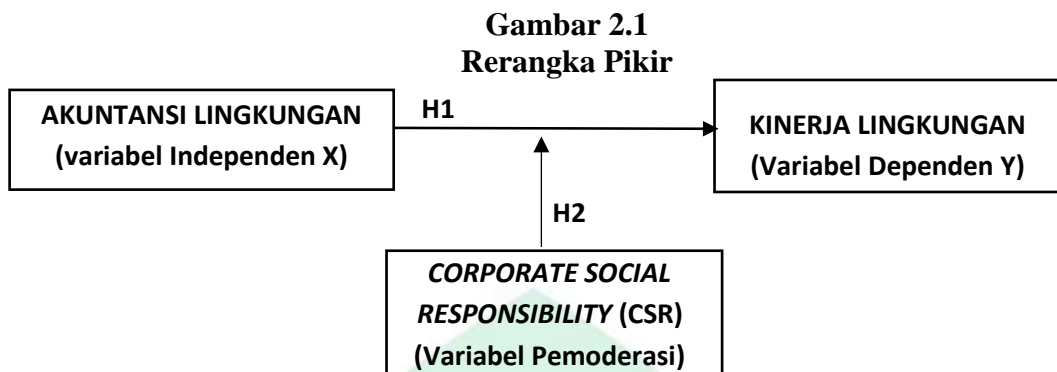 Gambar 2.1
Rerangka Pikir
AKUNTANSI LINGKUNGAN
(variabel Independen X)
H1
KINERJA LINGKUNGAN
(Variabel Dependen Y)
H2
CORPORATE SOCIAL
RESPONSIBILITY (CSR)
(Variabel Pemoderasi)